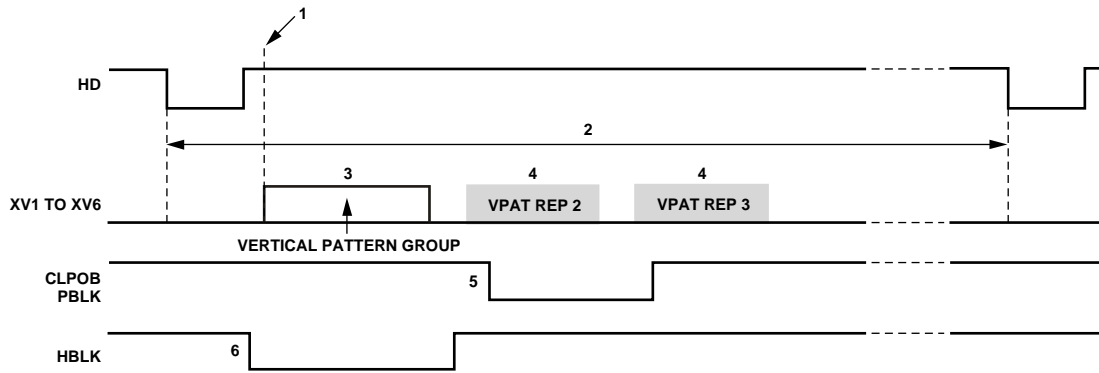 1
HD
2
3
4
4
XV1 TO XV6
VPAT REP 2
VPAT REP 3
VERTICAL PATTERN GROUP
CLPOB
PBLK
5
HBLK
6